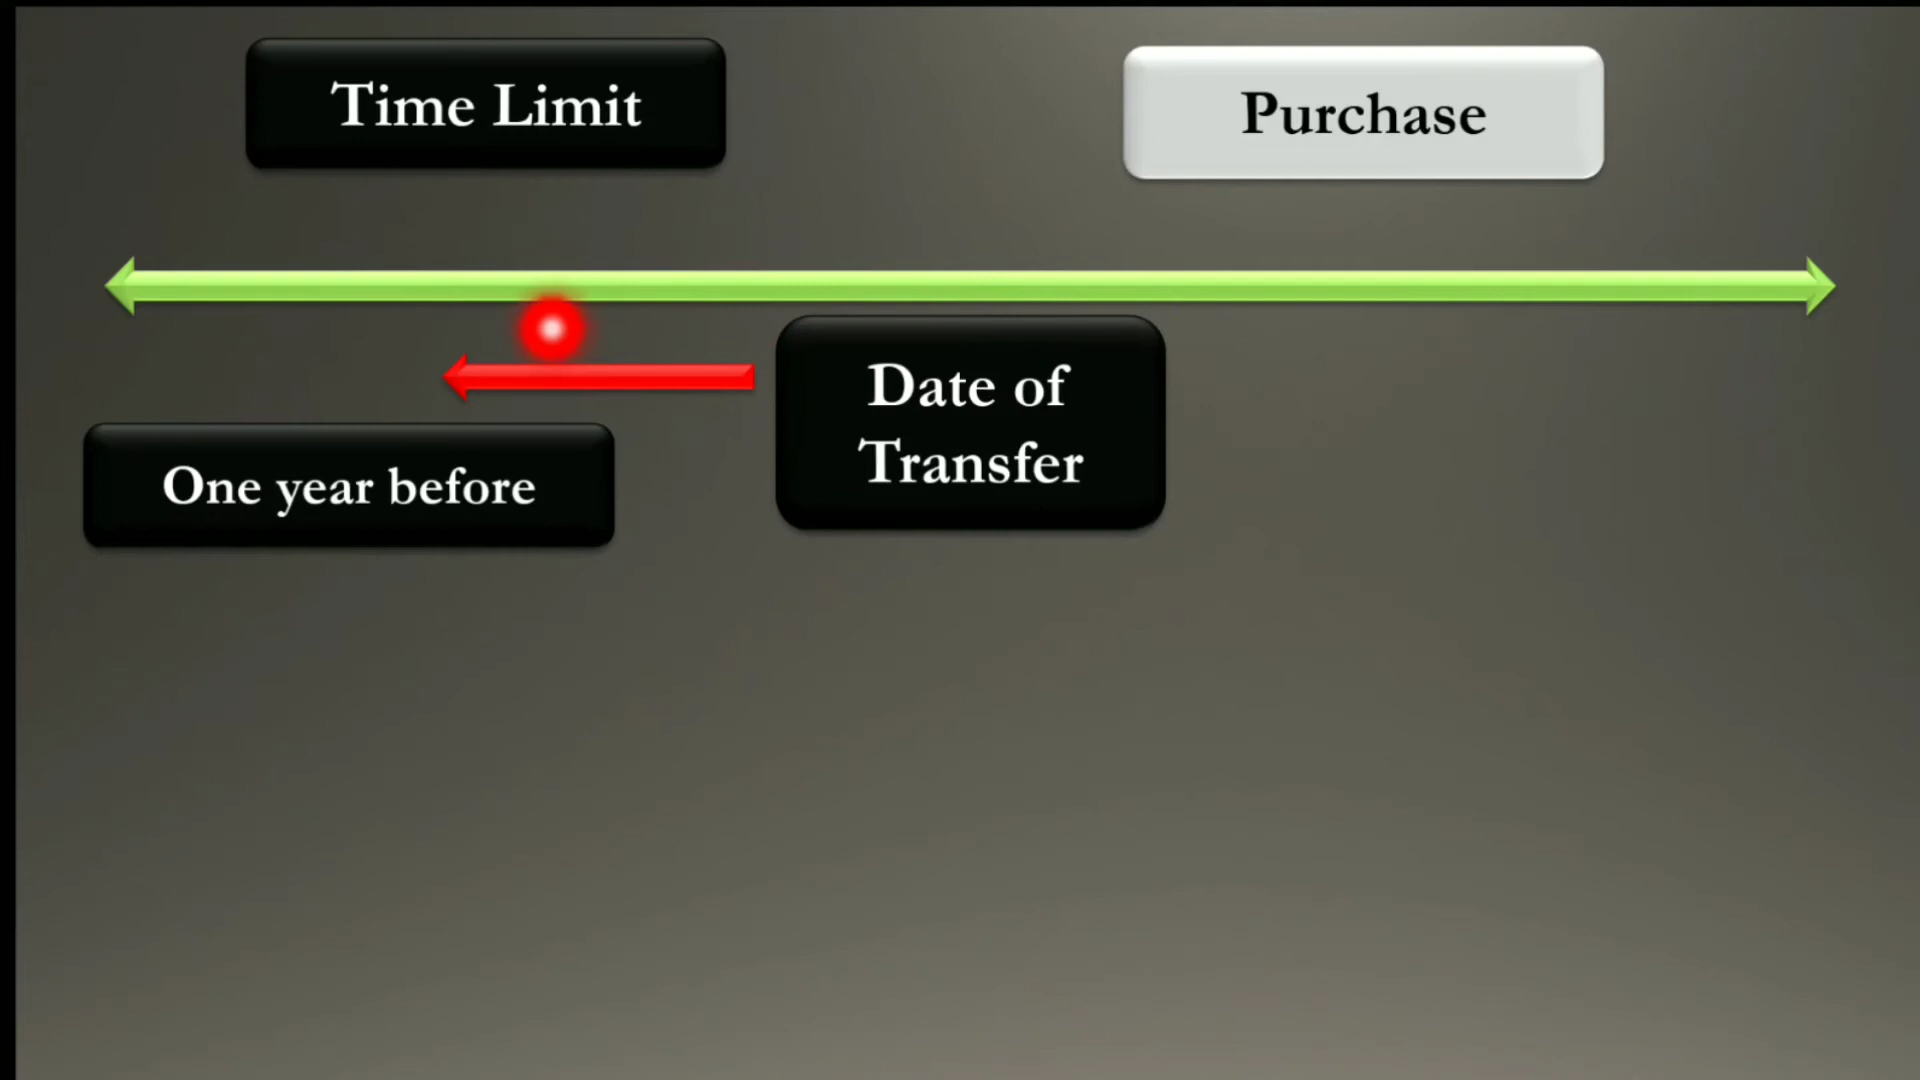 Time Limit
Purchase
Date of
Transfer
One year before